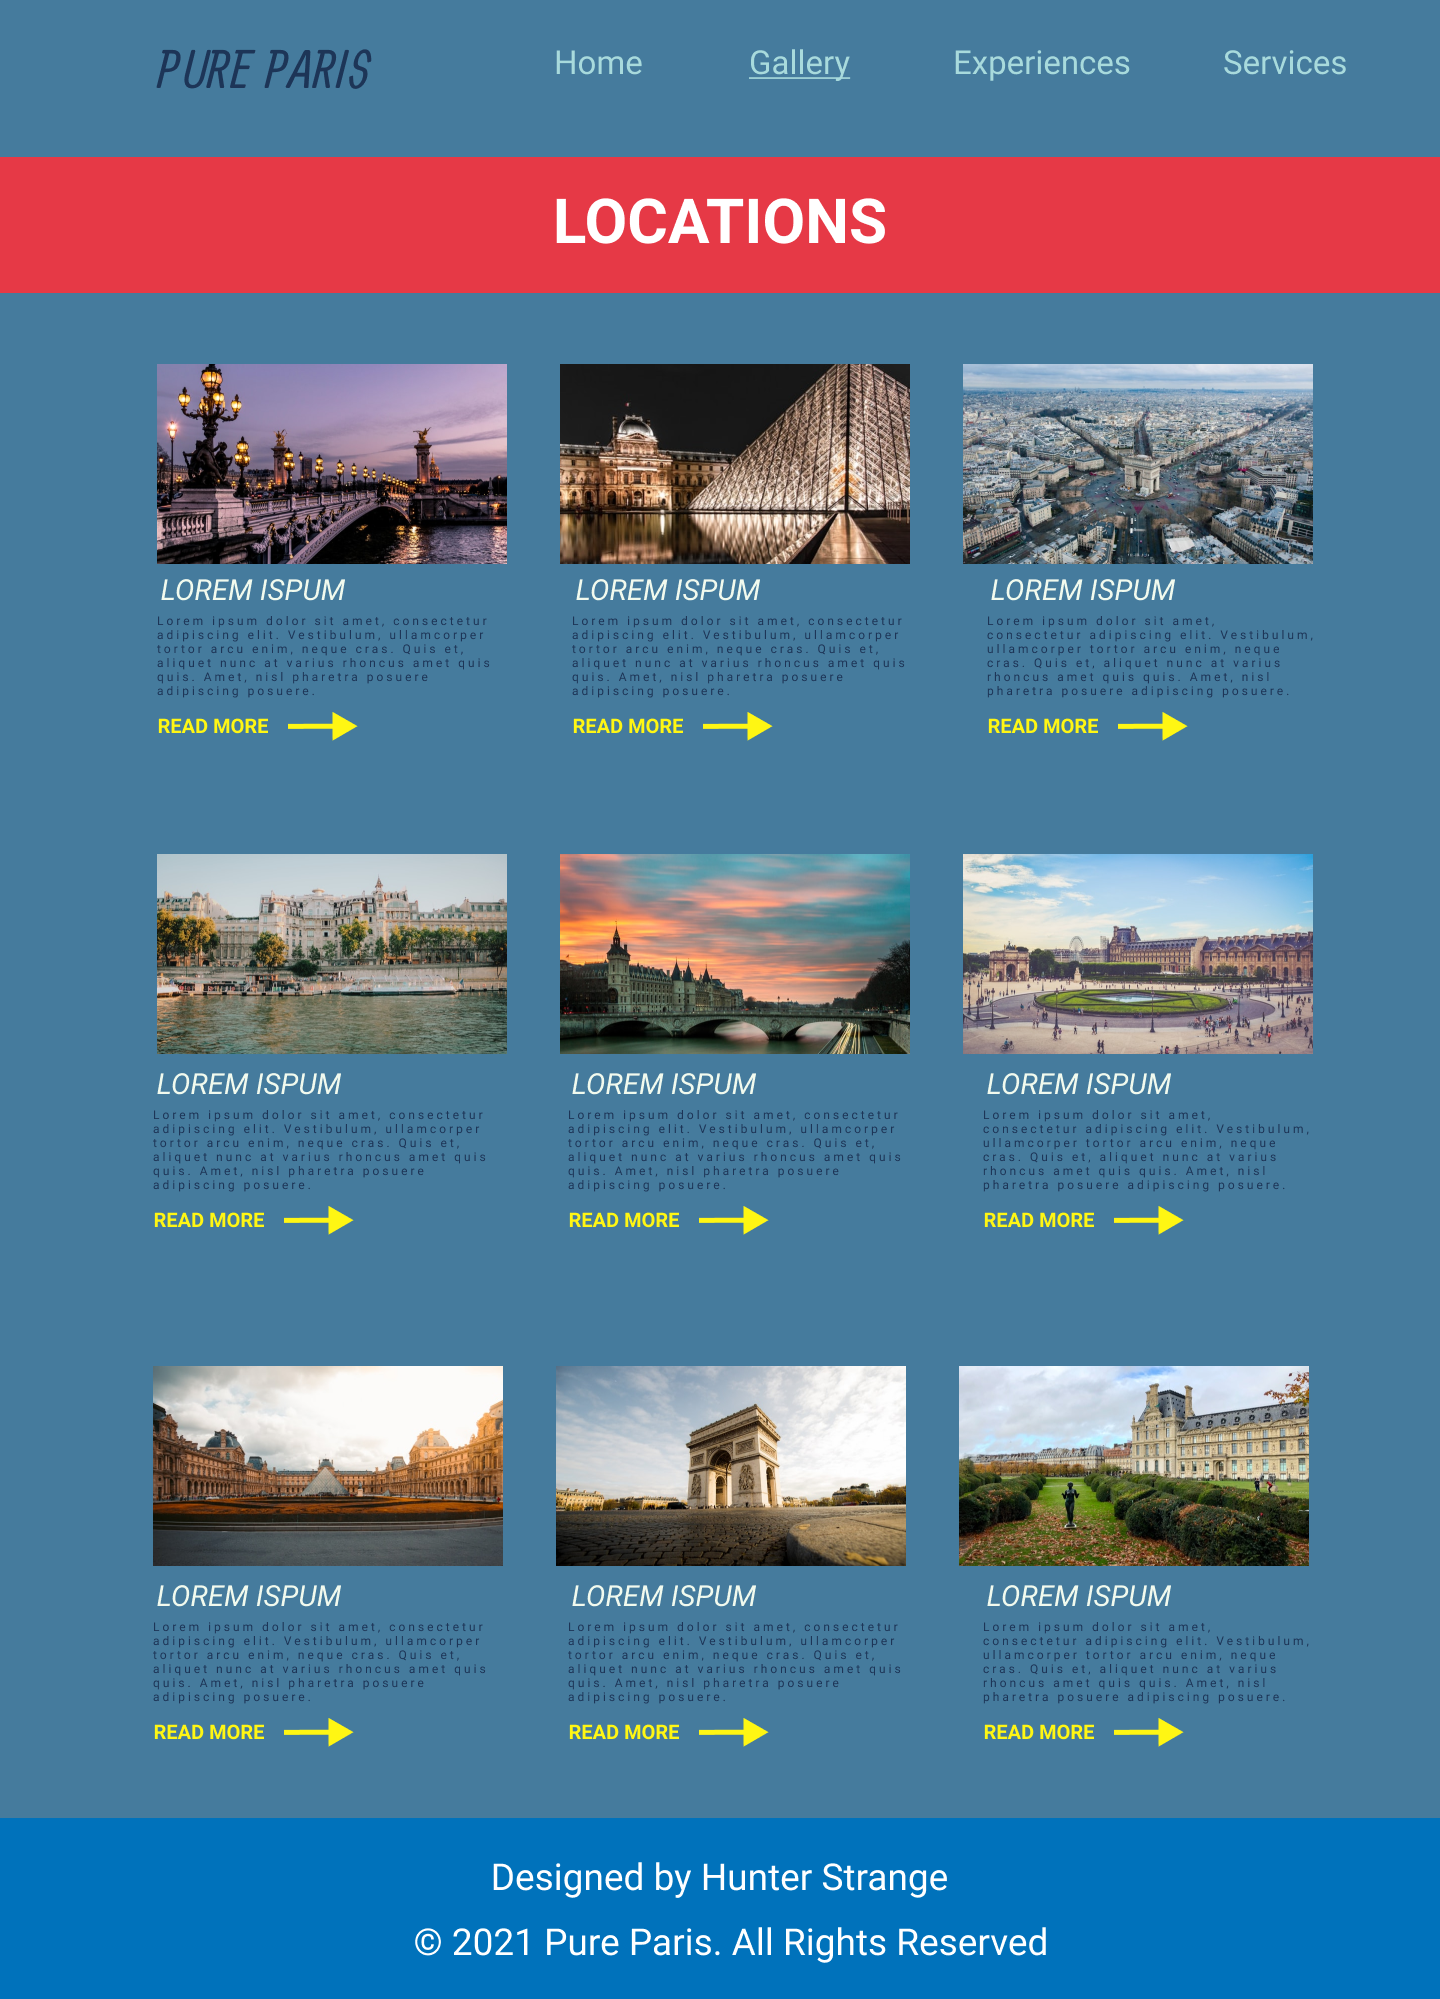 PURE PARIS
Home Gallery Experiences Services
LOCATIONS
LOREM ISPUM
Lorem ipsum dolor sit amet, consectetur
adipiscing elit. Vestibulum, ullamcorper
tortor arcu enim, neque cras. Quis et,
aliquet nunc at varius rhoncus amet quis
quis. Amet, nisl pharetra posuere
adipiscing posuere.
READ MORE
LOREM ISPUM
Lorem ipsum dolor sit amet, consectetur
adipiscing elit. Vestibulum, ullamcorper
tortor arcu enim, neque cras. Quis et,
aliquet nunc at varius rhoncus amet quis
quis. Amet, nisl pharetra posuere
adipiscing posuere.
READ MORE
LOREM ISPUM
Lorem ipsum dolor sit amet,
consectetur adipiscing elit. Vestibulum,
ullamcorper tortor arcu enim, neque
cras. Quis et, aliquet nunc at varius
rhoncus amet quis quis. Amet, nisl
pharetra posuere adipiscing posuere.
READ MORE
LOREM ISPUM
Lorem ipsum dolor sit amet, consectetur
adipiscing elit. Vestibulum, ullamcorper
tortor arcu enim, neque cras. Quis et,
aliquet nunc at varius rhoncus amet quis
quis. Amet, nisl pharetra posuere
adipiscing posuere.
READ MORE
LOREM ISPUM
Lorem ipsum dolor sit amet, consectetur
adipiscing elit. Vestibulum, ullamcorper
tortor arcu enim, neque cras. Quis et,
aliquet nunc at varius rhoncus amet quis
quis. Amet, nisl pharetra posuere
adipiscing posuere.
READ MORE
LOREM ISPUM
Lorem ipsum dolor sit amet,
consectetur adipiscing elit. Vestibulum,
ullamcorper tortor arcu enim, neque
cras. Quis et, aliquet nunc at varius
rhoncus amet quis quis. Amet, nisl
pharetra posuere adipiscing posuere.
READ MORE
LOREM ISPUM
Lorem ipsum dolor sit amet, consectetur
adipiscing elit. Vestibulum, ullamcorper
tortor arcu enim, neque cras. Quis et,
aliquet nunc at varius rhoncus amet quis
quis. Amet, nisl pharetra posuere
adipiscing posuere.
READ MORE
LOREM ISPUM
Lorem ipsum dolor sit amet, consectetur
adipiscing elit. Vestibulum, ullamcorper
tortor arcu enim, neque cras. Quis et,
aliquet nunc at varius rhoncus amet quis
quis. Amet, nisl pharetra posuere
adipiscing posuere.
READ MORE
LOREM ISPUM
Lorem ipsum dolor sit amet,
consectetur adipiscing elit. Vestibulum,
ullamcorper tortor arcu enim, neque
cras. Quis et, aliquet nunc at varius
rhoncus amet quis quis. Amet, nisl
pharetra posuere adipiscing posuere.
READ MORE
Designed by Hunter Strange
© 2021 Pure Paris. All Rights Reserved